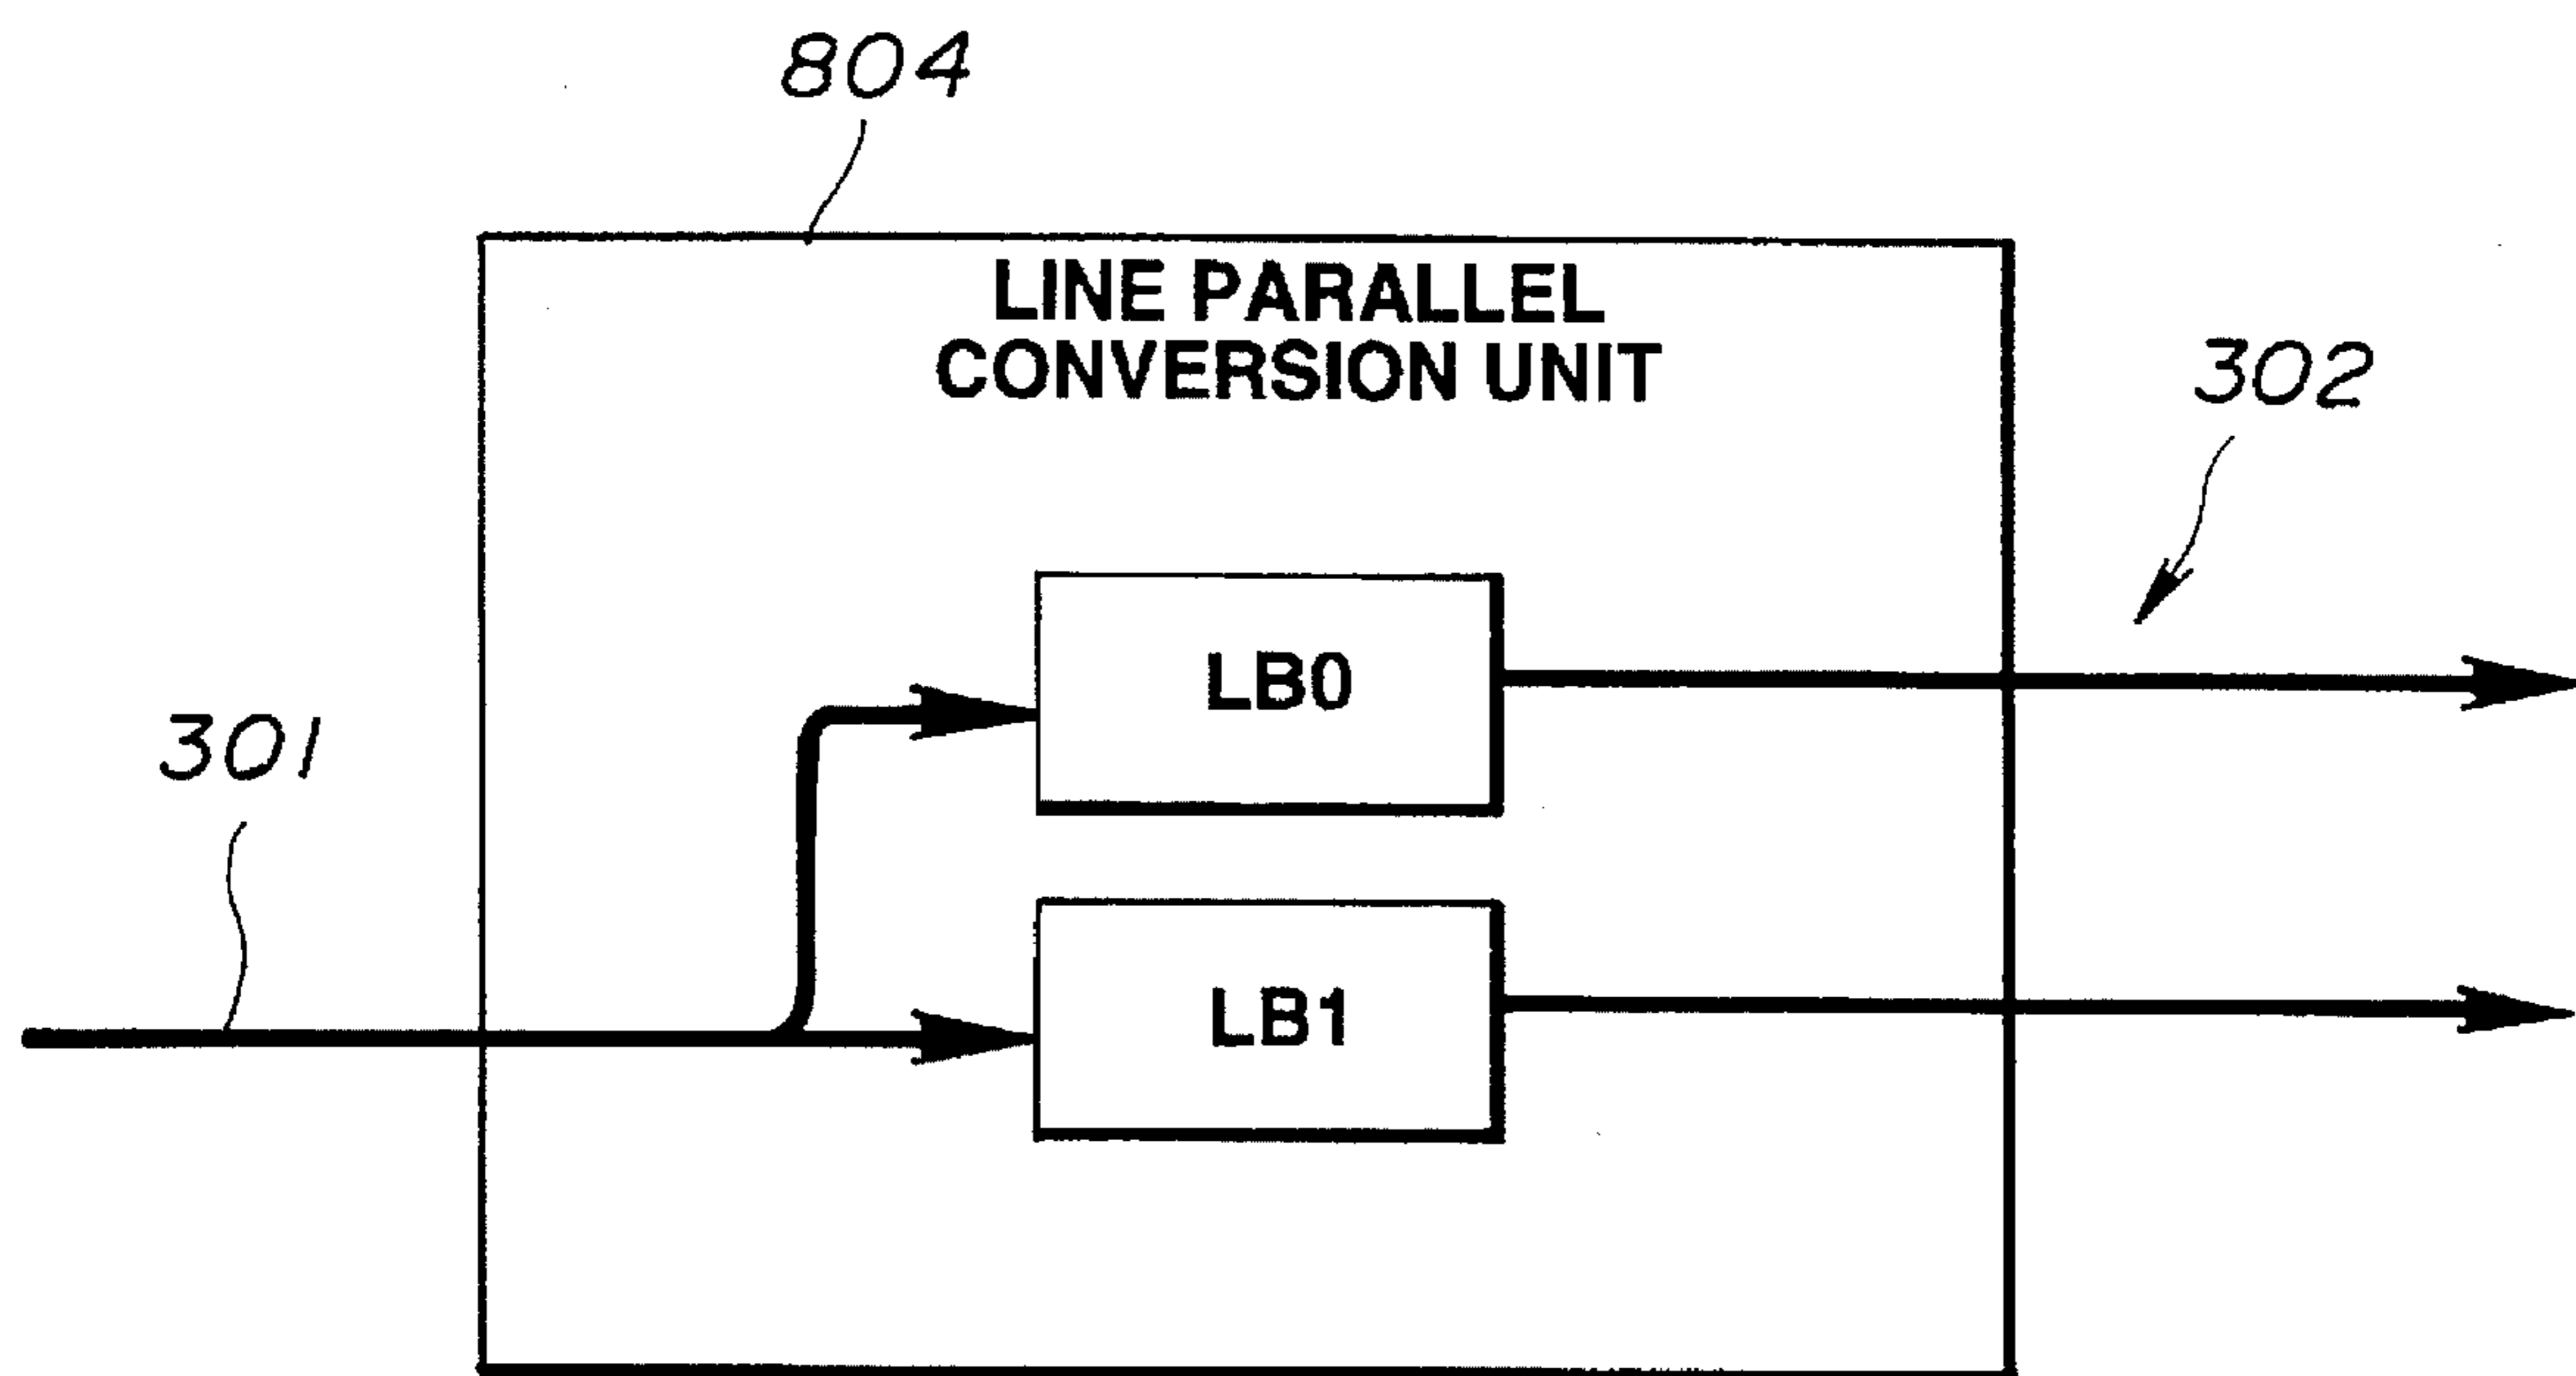 804
LINE PARALLEL
CONVERSION UNIT
302
LB0
301
LB1